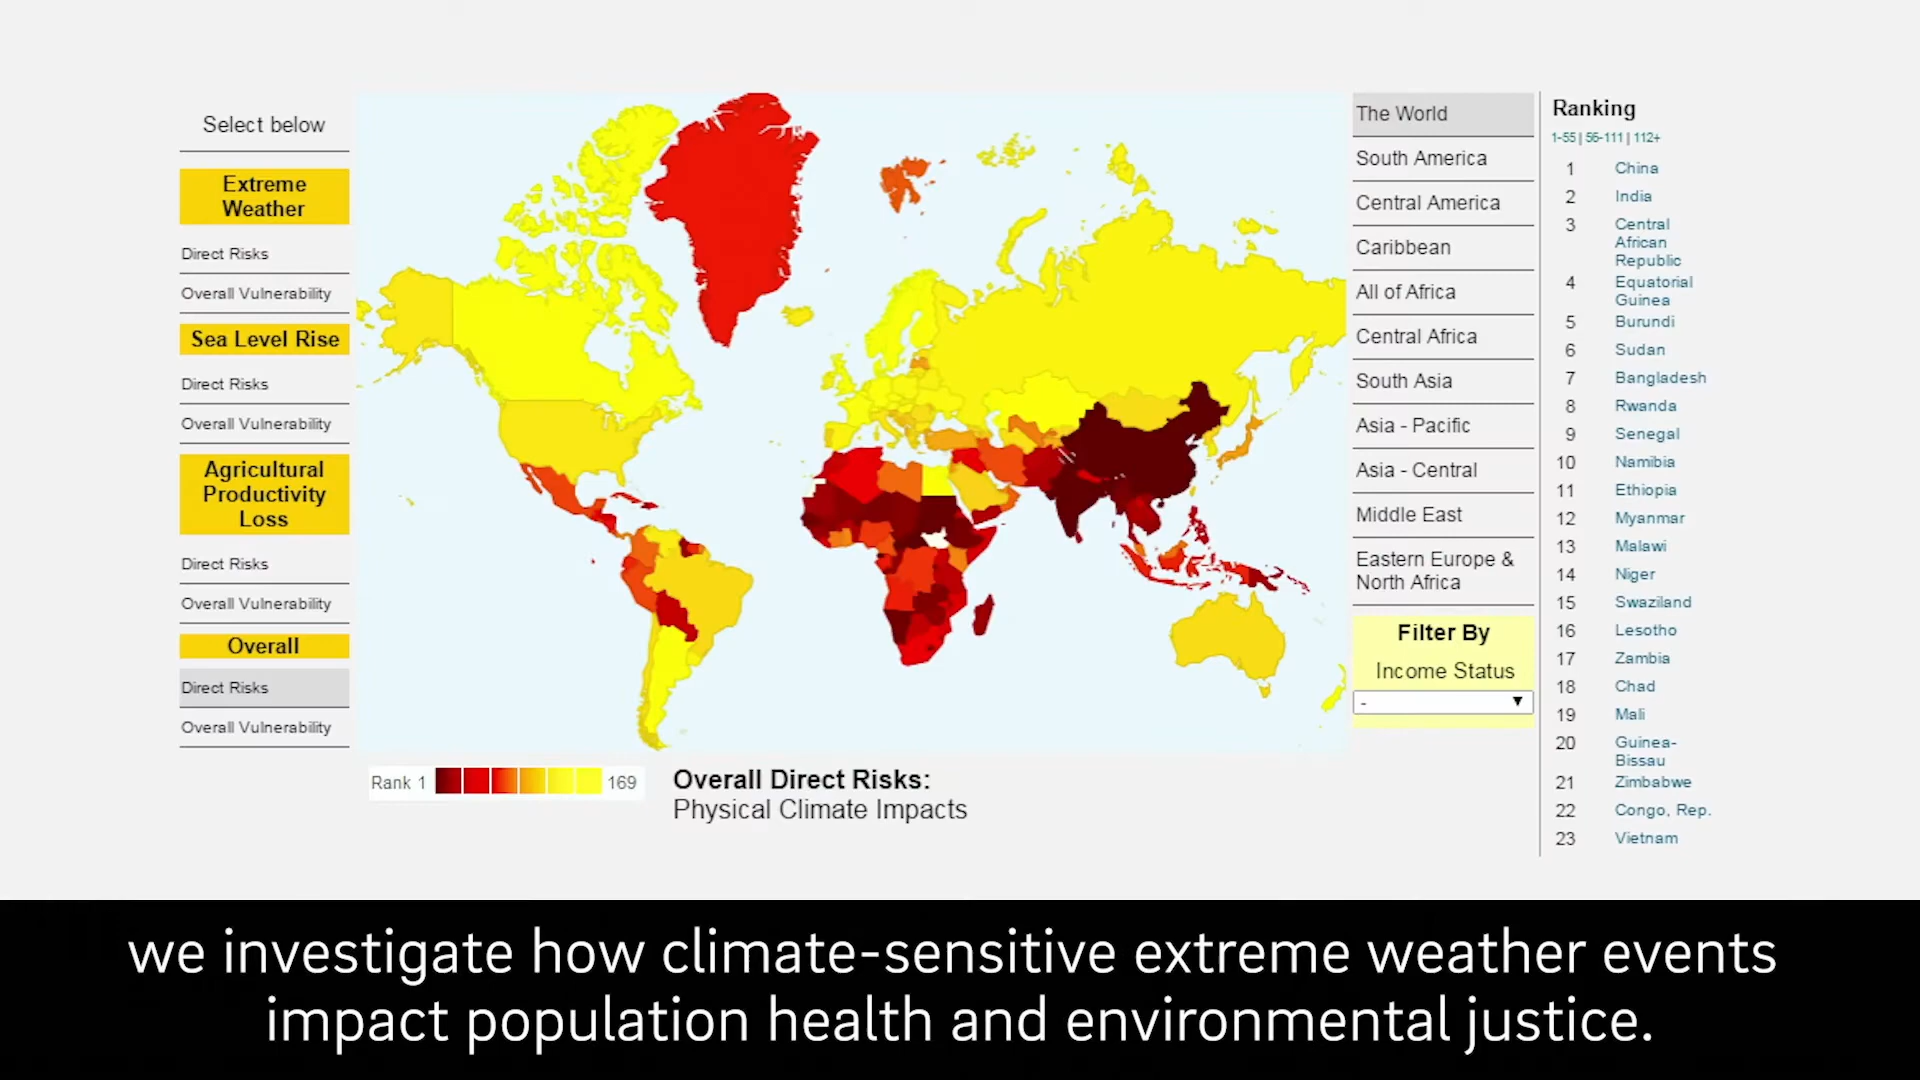 Select below
Extreme
Weather
Direct Risks
Overall Vulnerability
Sea Level Rise
Direct Risks
Overall Vulnerability
Agricultural
Productivity
Loss
Direct Risks
Overall Vulnerability
Overall
Direct Risks
Overall Vulnerability
Rank 1
169
Overall Direct Risks:
Physical Climate Impacts
The World
South America
Central America
Caribbean
All of Africa
Central Africa
South Asia
Asia - Pacific
Asia - Central
Middle East
Eastern Europe &
North Africa
Filter By
Income Status
-
Ranking
1-55 | 56-111 | 112+
1 China
2 India
3 Central
African
Republic
4 Equatorial
Guinea
5 Burundi
6 Sudan
7 Bangladesh
8 Rwanda
9 Senegal
10 Namibia
11 Ethiopia
12 Myanmar
13 Malawi
14 Niger
15 Swaziland
16 Lesotho
17 Zambia
18 Chad
19 Mali
20 Guinea-
Bissau
21 Zimbabwe
22 Congo, Rep.
23 Vietnam
we investigate how climate-sensitive extreme weather events
impact population health and environmental justice.